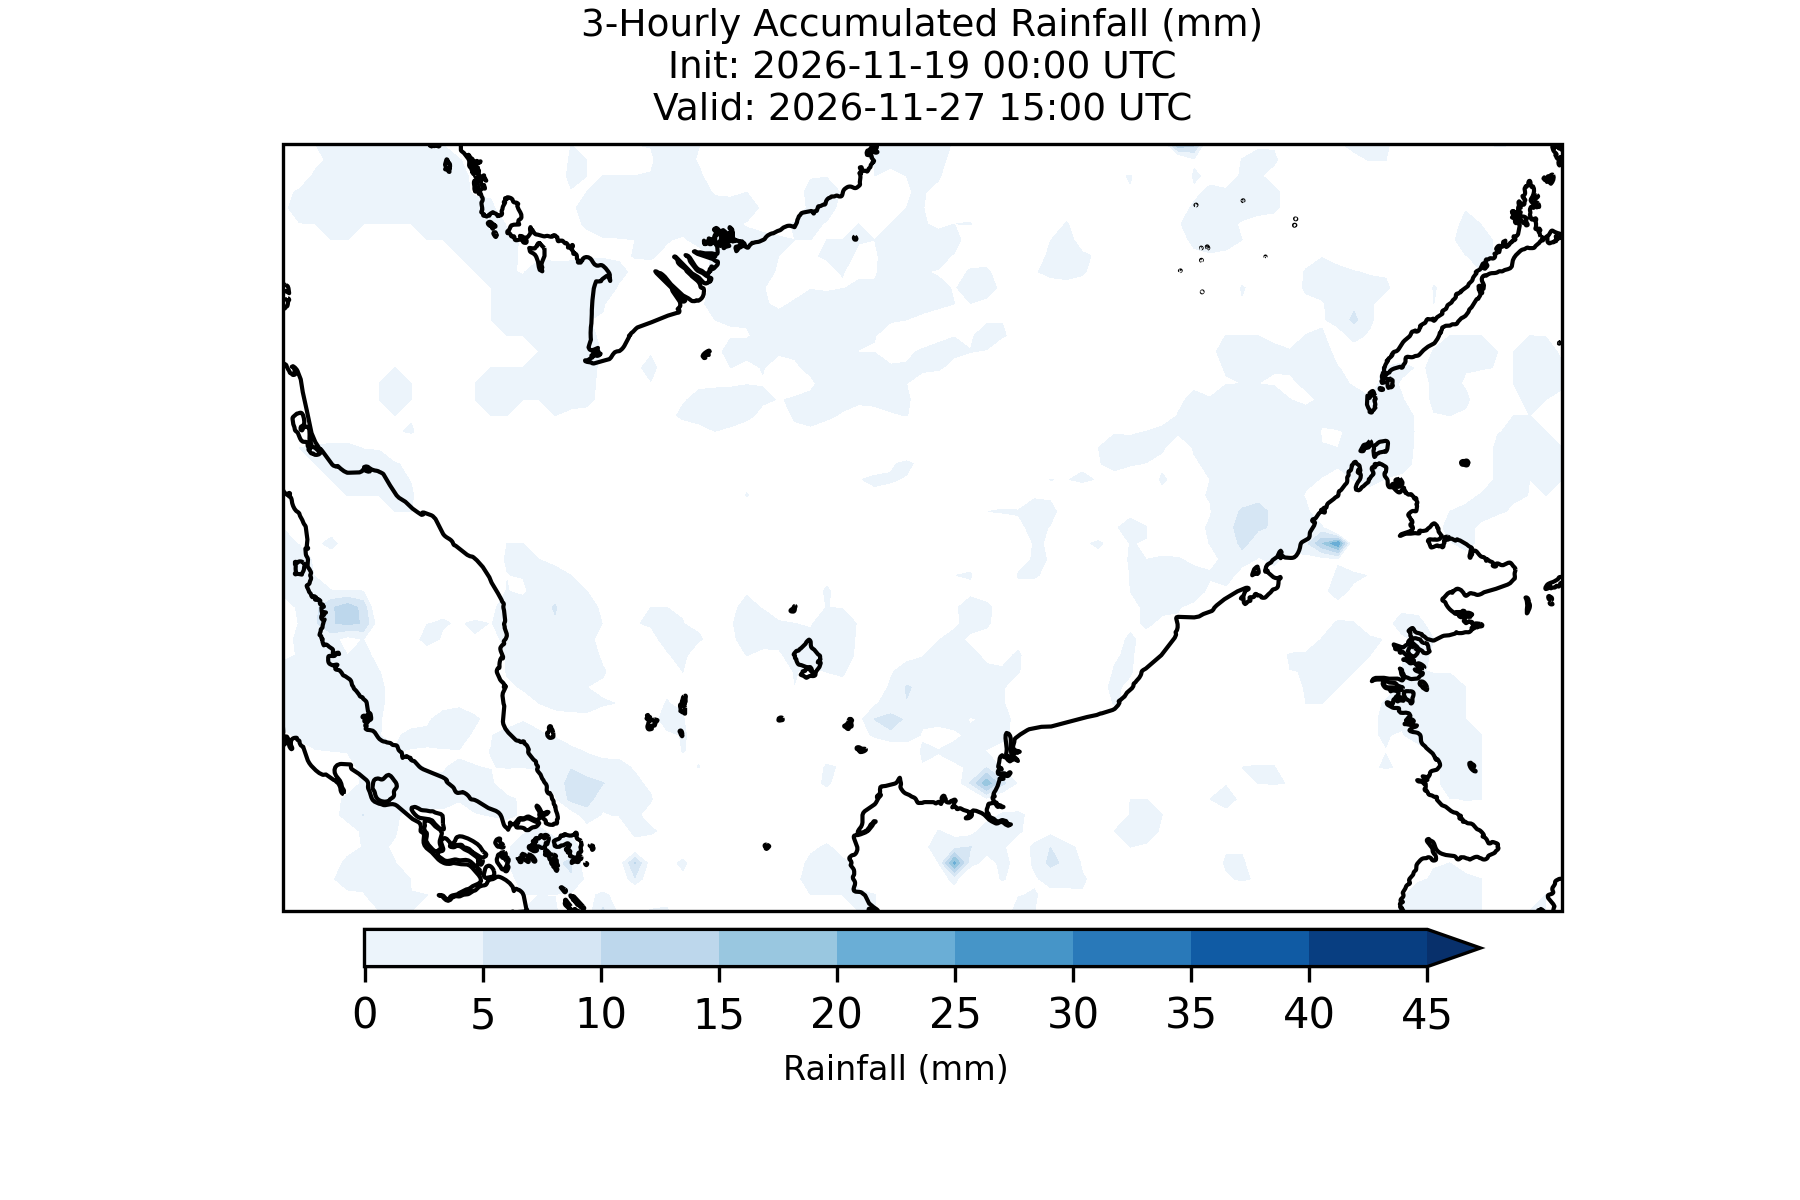 3-Hourly Accumulated Rainfall (mm)
Init: 2026-11-19 00:00 UTC
Valid: 2026-11-27 15:00 UTC
0 5 10 15 20 25 30 35 40 45
Rainfall (mm)